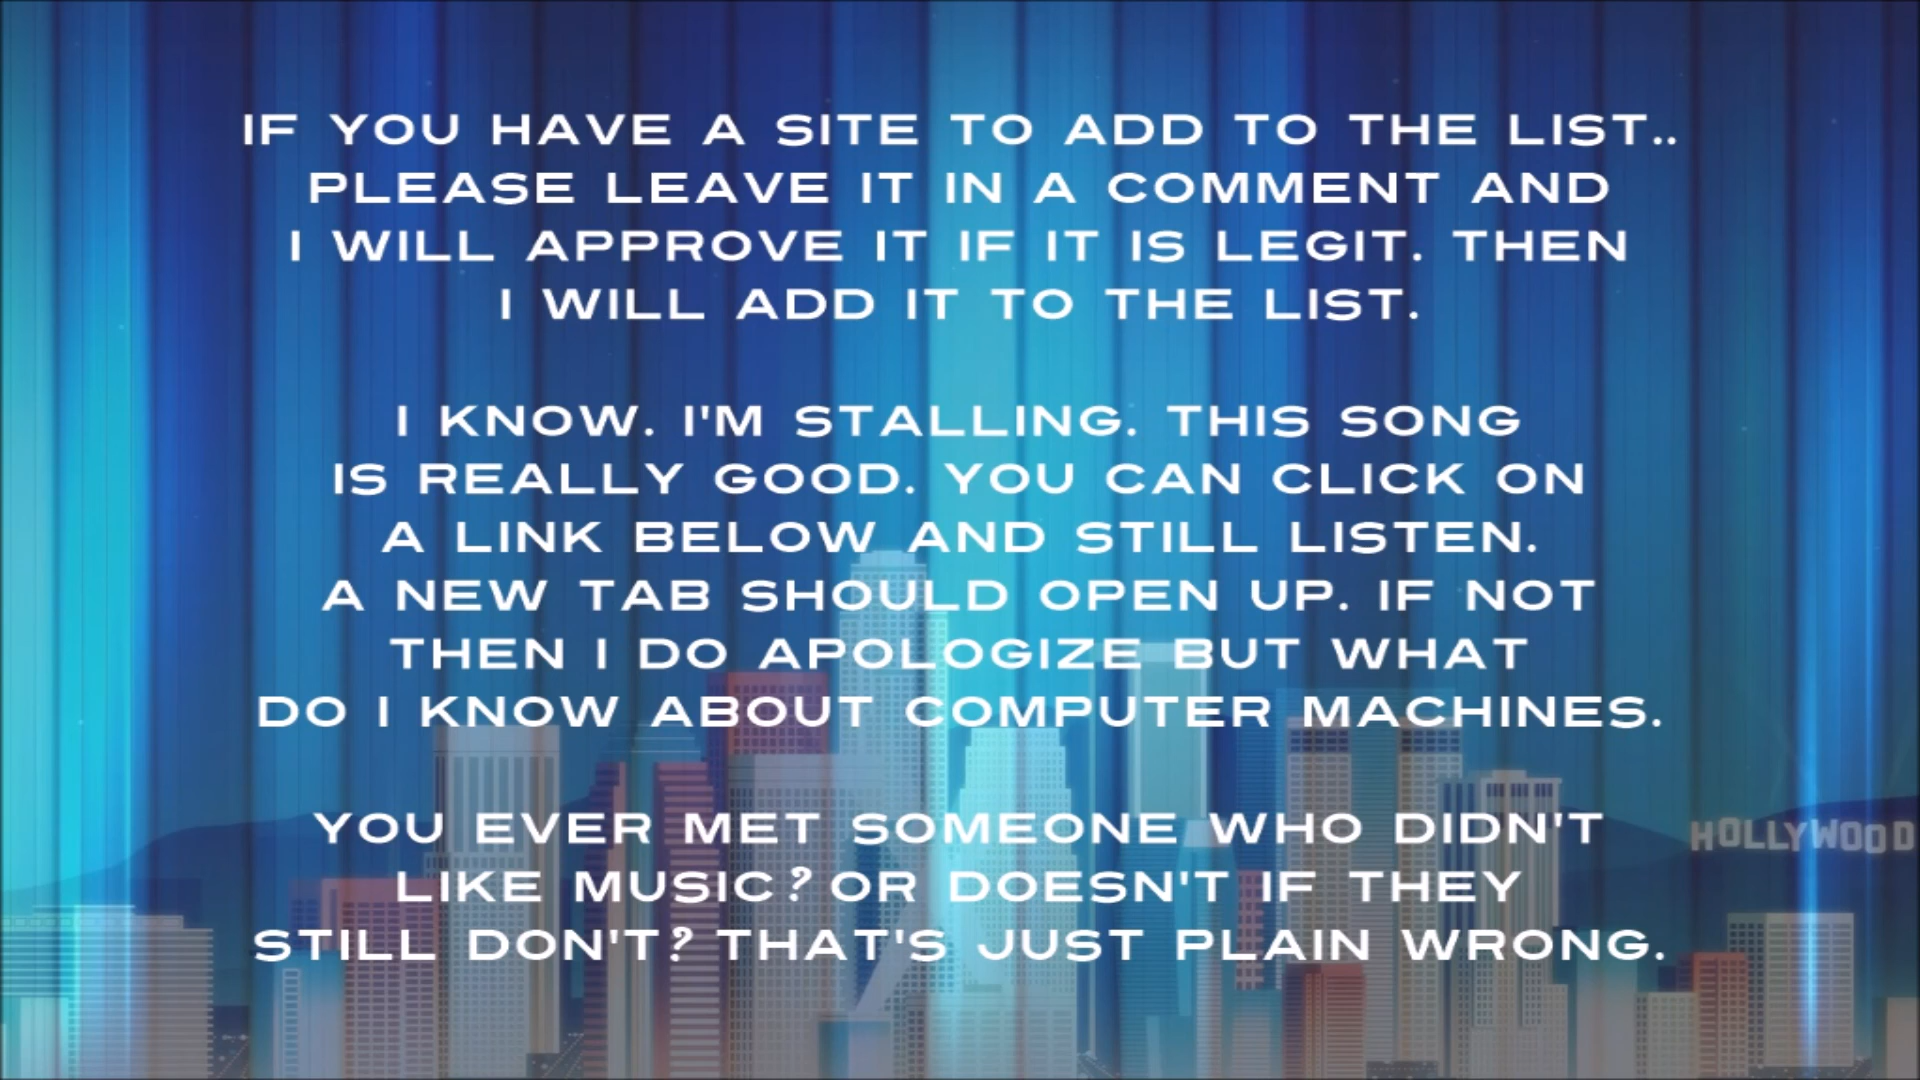 IF YOU HAVE A SITE TO ADD TO THE LIST..
PLEASE LEAVE IT IN A COMMENT AND
I WILL APPROVE IT IF IT IS LEGIT. THEN
I WILL ADD IT TO THE LIST.
I KNOW. I'M STALLING. THIS SONG
IS REALLY GOOD. YOU CAN CLICK ON
A LINK BELOW AND STILL LISTEN.
A NEW TAB SHOULD OPEN UP. IF NOT
THEN I DO APOLOGIZE BUT WHAT
DO I KNOW ABOUT COMPUTER MACHINES.
YOU EVER MET SOMEONE WHO DIDN'T
LIKE MUSIC? OR DOESN'T IF THEY
STILL DON'T? THAT'S JUST PLAIN WRONG.
HOLLYWOOD